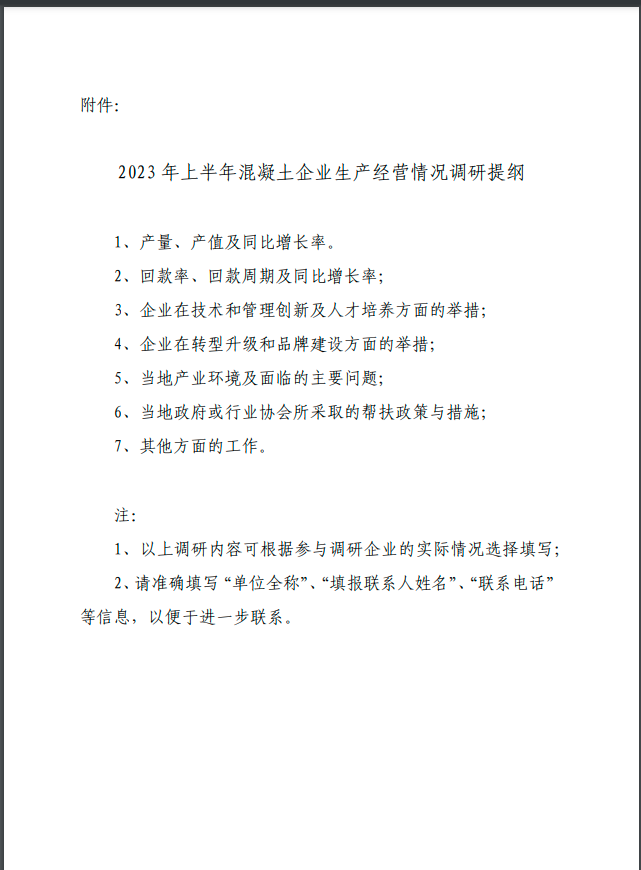 附件：
2023 年上半年混凝土企业生产经营情况调研提纲
1、产量、产值及同比增长率。
2、回款率、回款周期及同比增长率；
3、企业在技术和管理创新及人才培养方面的举措；
4、企业在转型升级和品牌建设方面的举措；
5、当地产业环境及面临的主要问题；
6、当地政府或行业协会所采取的帮扶政策与措施；
7、其他方面的工作。
注：
1、以上调研内容可根据参与调研企业的实际情况选择填写；
2、请准确填写“单位全称”、“填报联系人姓名”、“联系电话”
等信息，以便于进一步联系。